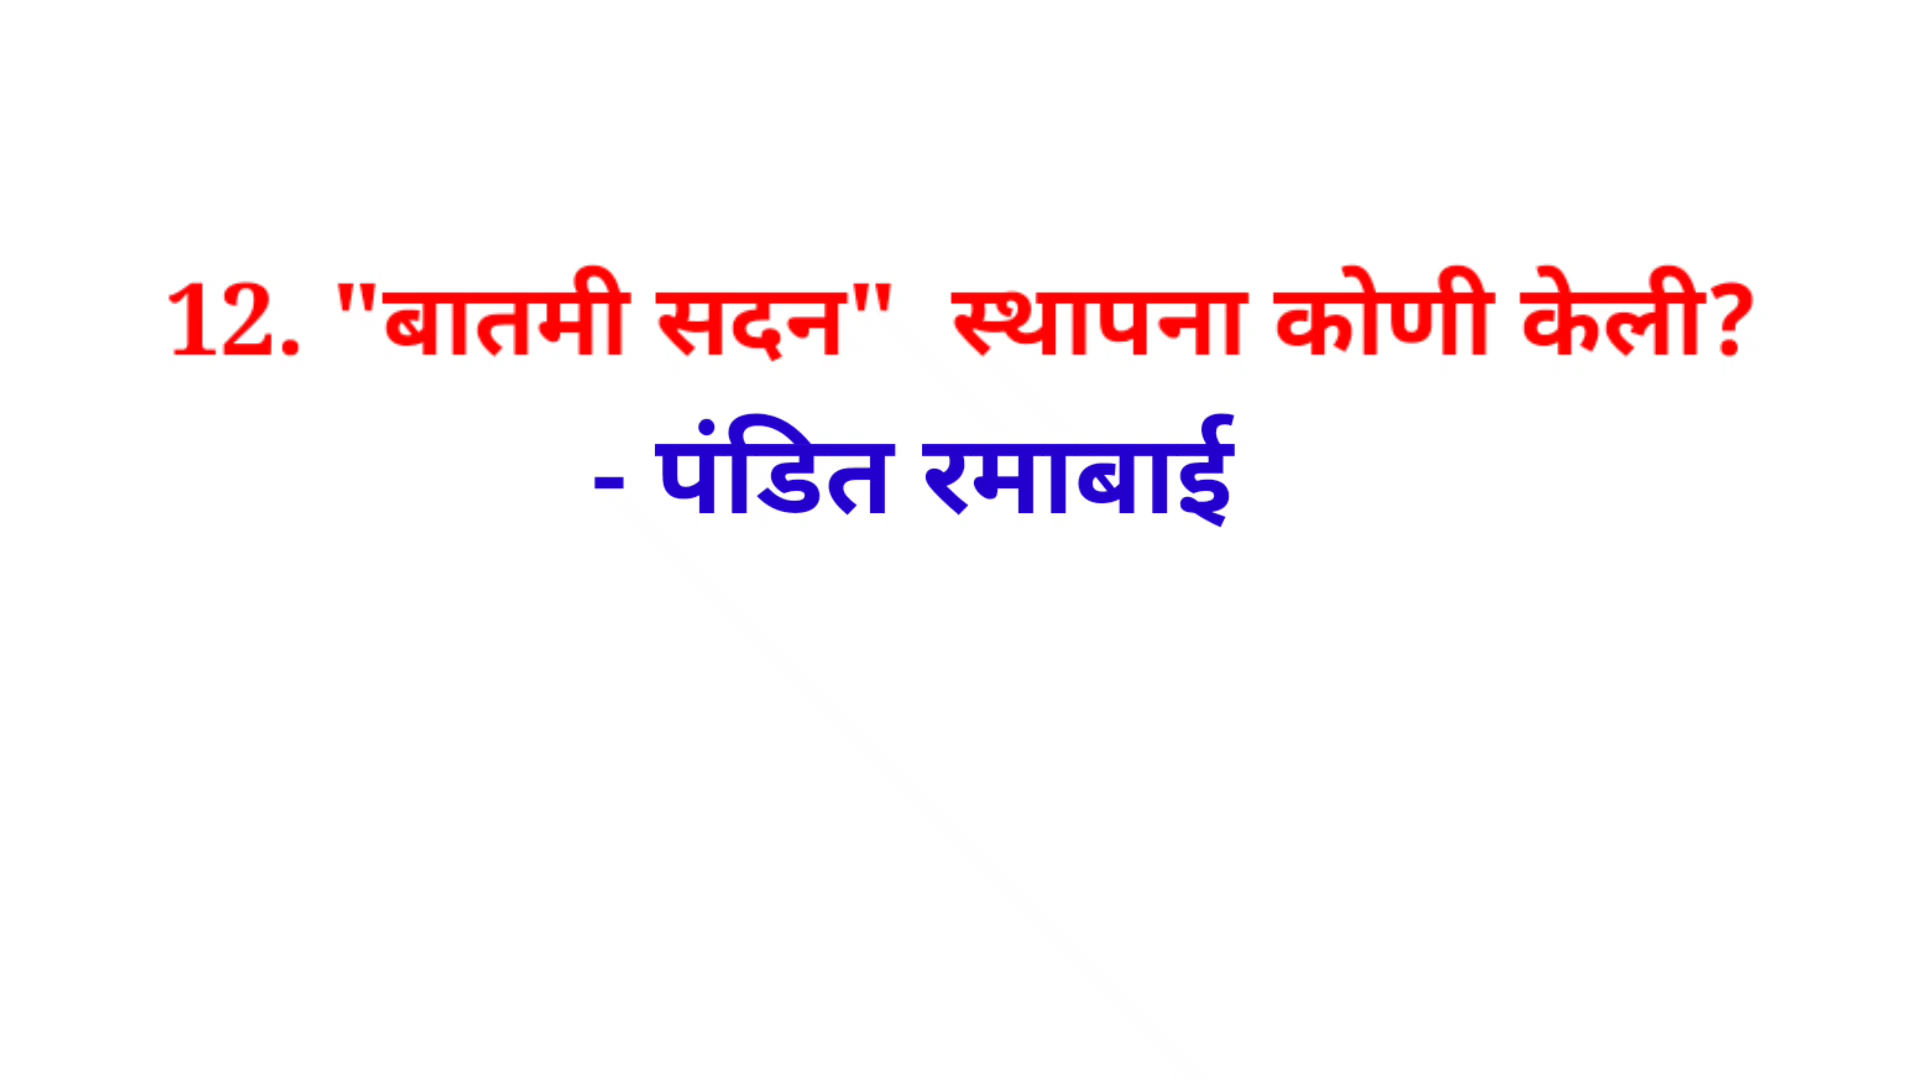 12. "बातमी सदन"  स्थापना कोणी केली?
- पंडित रमाबाई